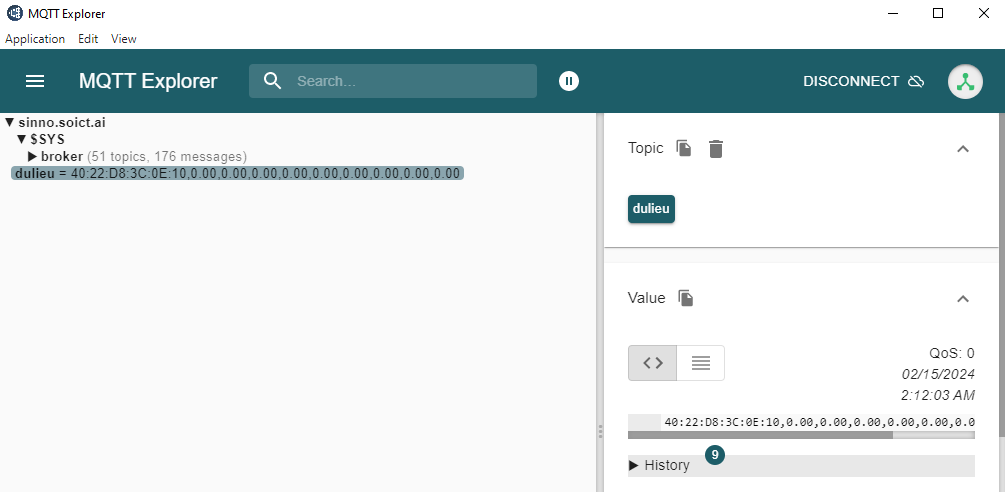 MQTT Explorer
Application Edit View
MQTT Explorer Search... DISCONNECT
sinno.soict.ai
$SYS
broker (51 topics, 176 messages)
dulieu = 40:22:D8:3C:0E:10,0.00,0.00,0.00,0.00,0.00,0.00,0.00,0.00,0.00
Topic
dulieu
Value
QoS: 0
02/15/2024
2:12:03 AM
40:22:D8:3C:0E:10,0.00,0.00,0.00,0.00,0.00,0.0
History 9